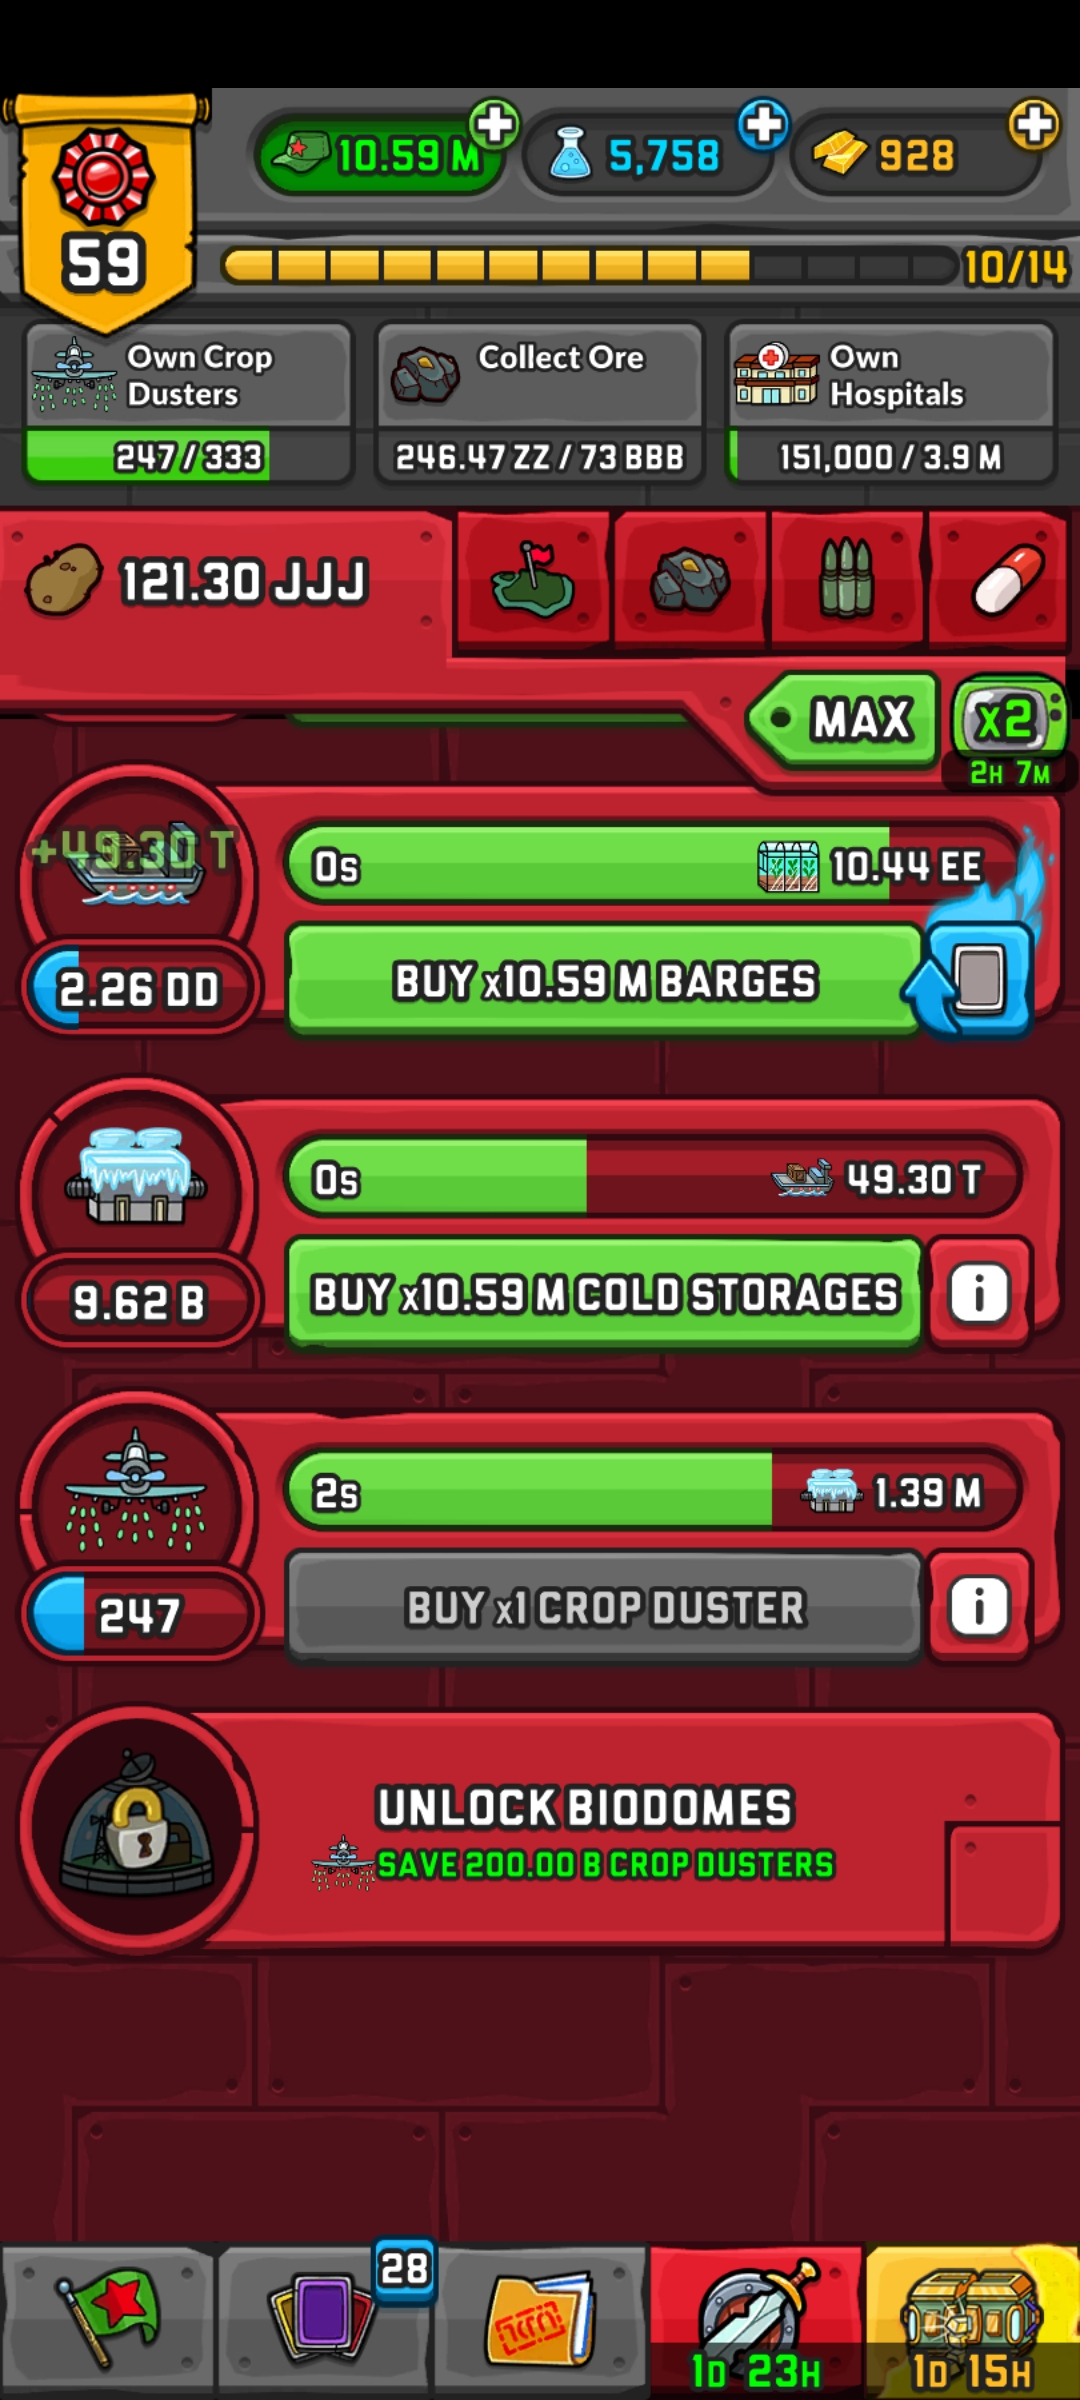 59
10.59 M
5,758
928
10/14
Own Crop
Dusters
247/333
Collect Ore
246.47 ZZ/73 BBB
Own
Hospitals
151,000/3.9 M
121.30 JJJ
MAX
x2
2H 7M
+49.30 T
0s
10.44 EE
2.26 DD
BUY x10.59 M BARGES
0s
49.30 T
9.62 B
BUY x10.59 M COLD STORAGES
i
2s
1.39 M
247
BUY x1 CROP DUSTER
i
UNLOCK BIODOMES
SAVE 200.00 B CROP DUSTERS
28
1D 23H
1D 15H